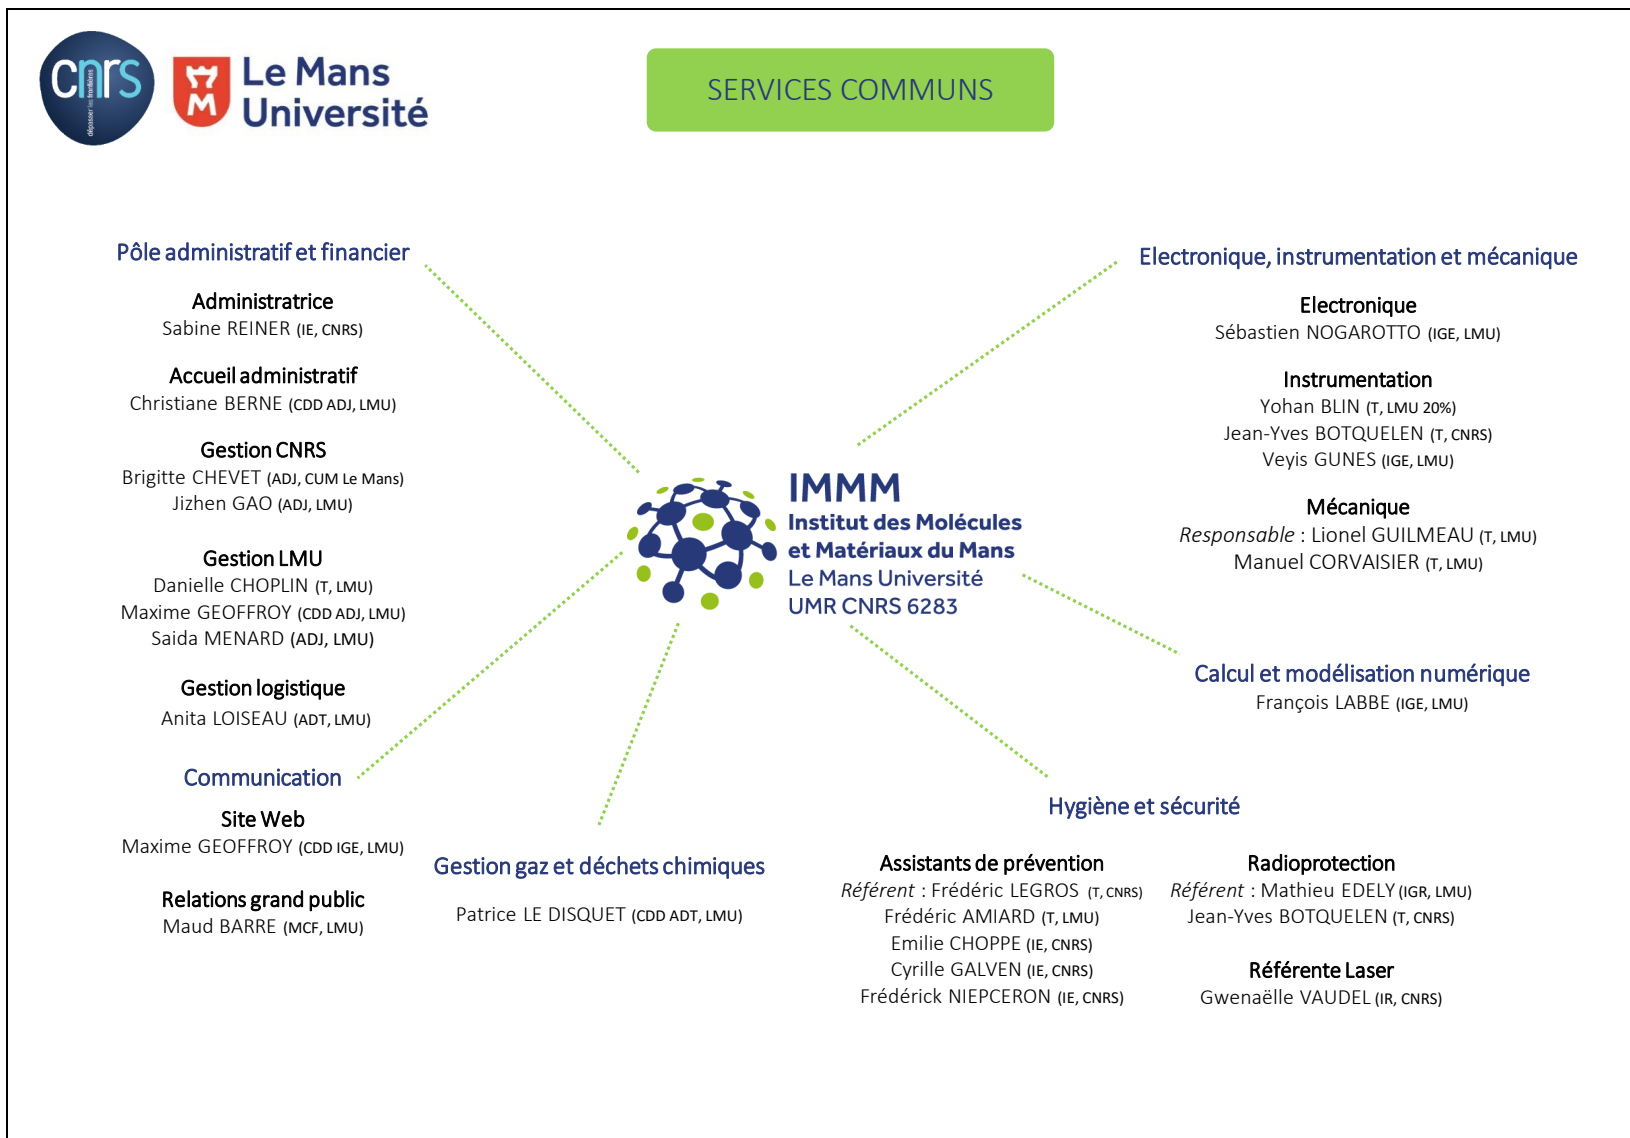 cnrs
dépasser les frontières
Le Mans
Université
SERVICES COMMUNS
Pôle administratif et financier
Administratrice
Sabine REINER (IE, CNRS)
Accueil administratif
Christiane BERNE (CDD ADJ, LMU)
Gestion CNRS
Brigitte CHEVET (ADJ, CUM Le Mans)
Jizhen GAO (ADJ, LMU)
Gestion LMU
Danielle CHOPLIN (T, LMU)
Maxime GEOFFROY (CDD ADJ, LMU)
Saida MENARD (ADJ, LMU)
Gestion logistique
Anita LOISEAU (ADT, LMU)
Communication
Site Web
Maxime GEOFFROY (CDD IGE, LMU)
Relations grand public
Maud BARRE (MCF, LMU)
Gestion gaz et déchets chimiques
Patrice LE DISQUET (CDD ADT, LMU)
IMMM
Institut des Molécules
et Matériaux du Mans
Le Mans Université
UMR CNRS 6283
Electronique, instrumentation et mécanique
Electronique
Sébastien NOGAROTTO (IGE, LMU)
Instrumentation
Yohan BLIN (T, LMU 20%)
Jean-Yves BOTQUELEN (T, CNRS)
Veyis GUNES (IGE, LMU)
Mécanique
Responsable : Lionel GUILMEAU (T, LMU)
Manuel CORVAISIER (T, LMU)
Calcul et modélisation numérique
François LABBE (IGE, LMU)
Hygiène et sécurité
Assistants de prévention
Référent : Frédéric LEGROS (T, CNRS)
Frédéric AMIARD (T, LMU)
Emilie CHOPPE (IE, CNRS)
Cyrille GALVEN (IE, CNRS)
Frédérick NIEPCERON (IE, CNRS)
Radioprotection
Référent : Mathieu EDELY (IGR, LMU)
Jean-Yves BOTQUELEN (T, CNRS)
Référente Laser
Gwenaëlle VAUDEL (IR, CNRS)